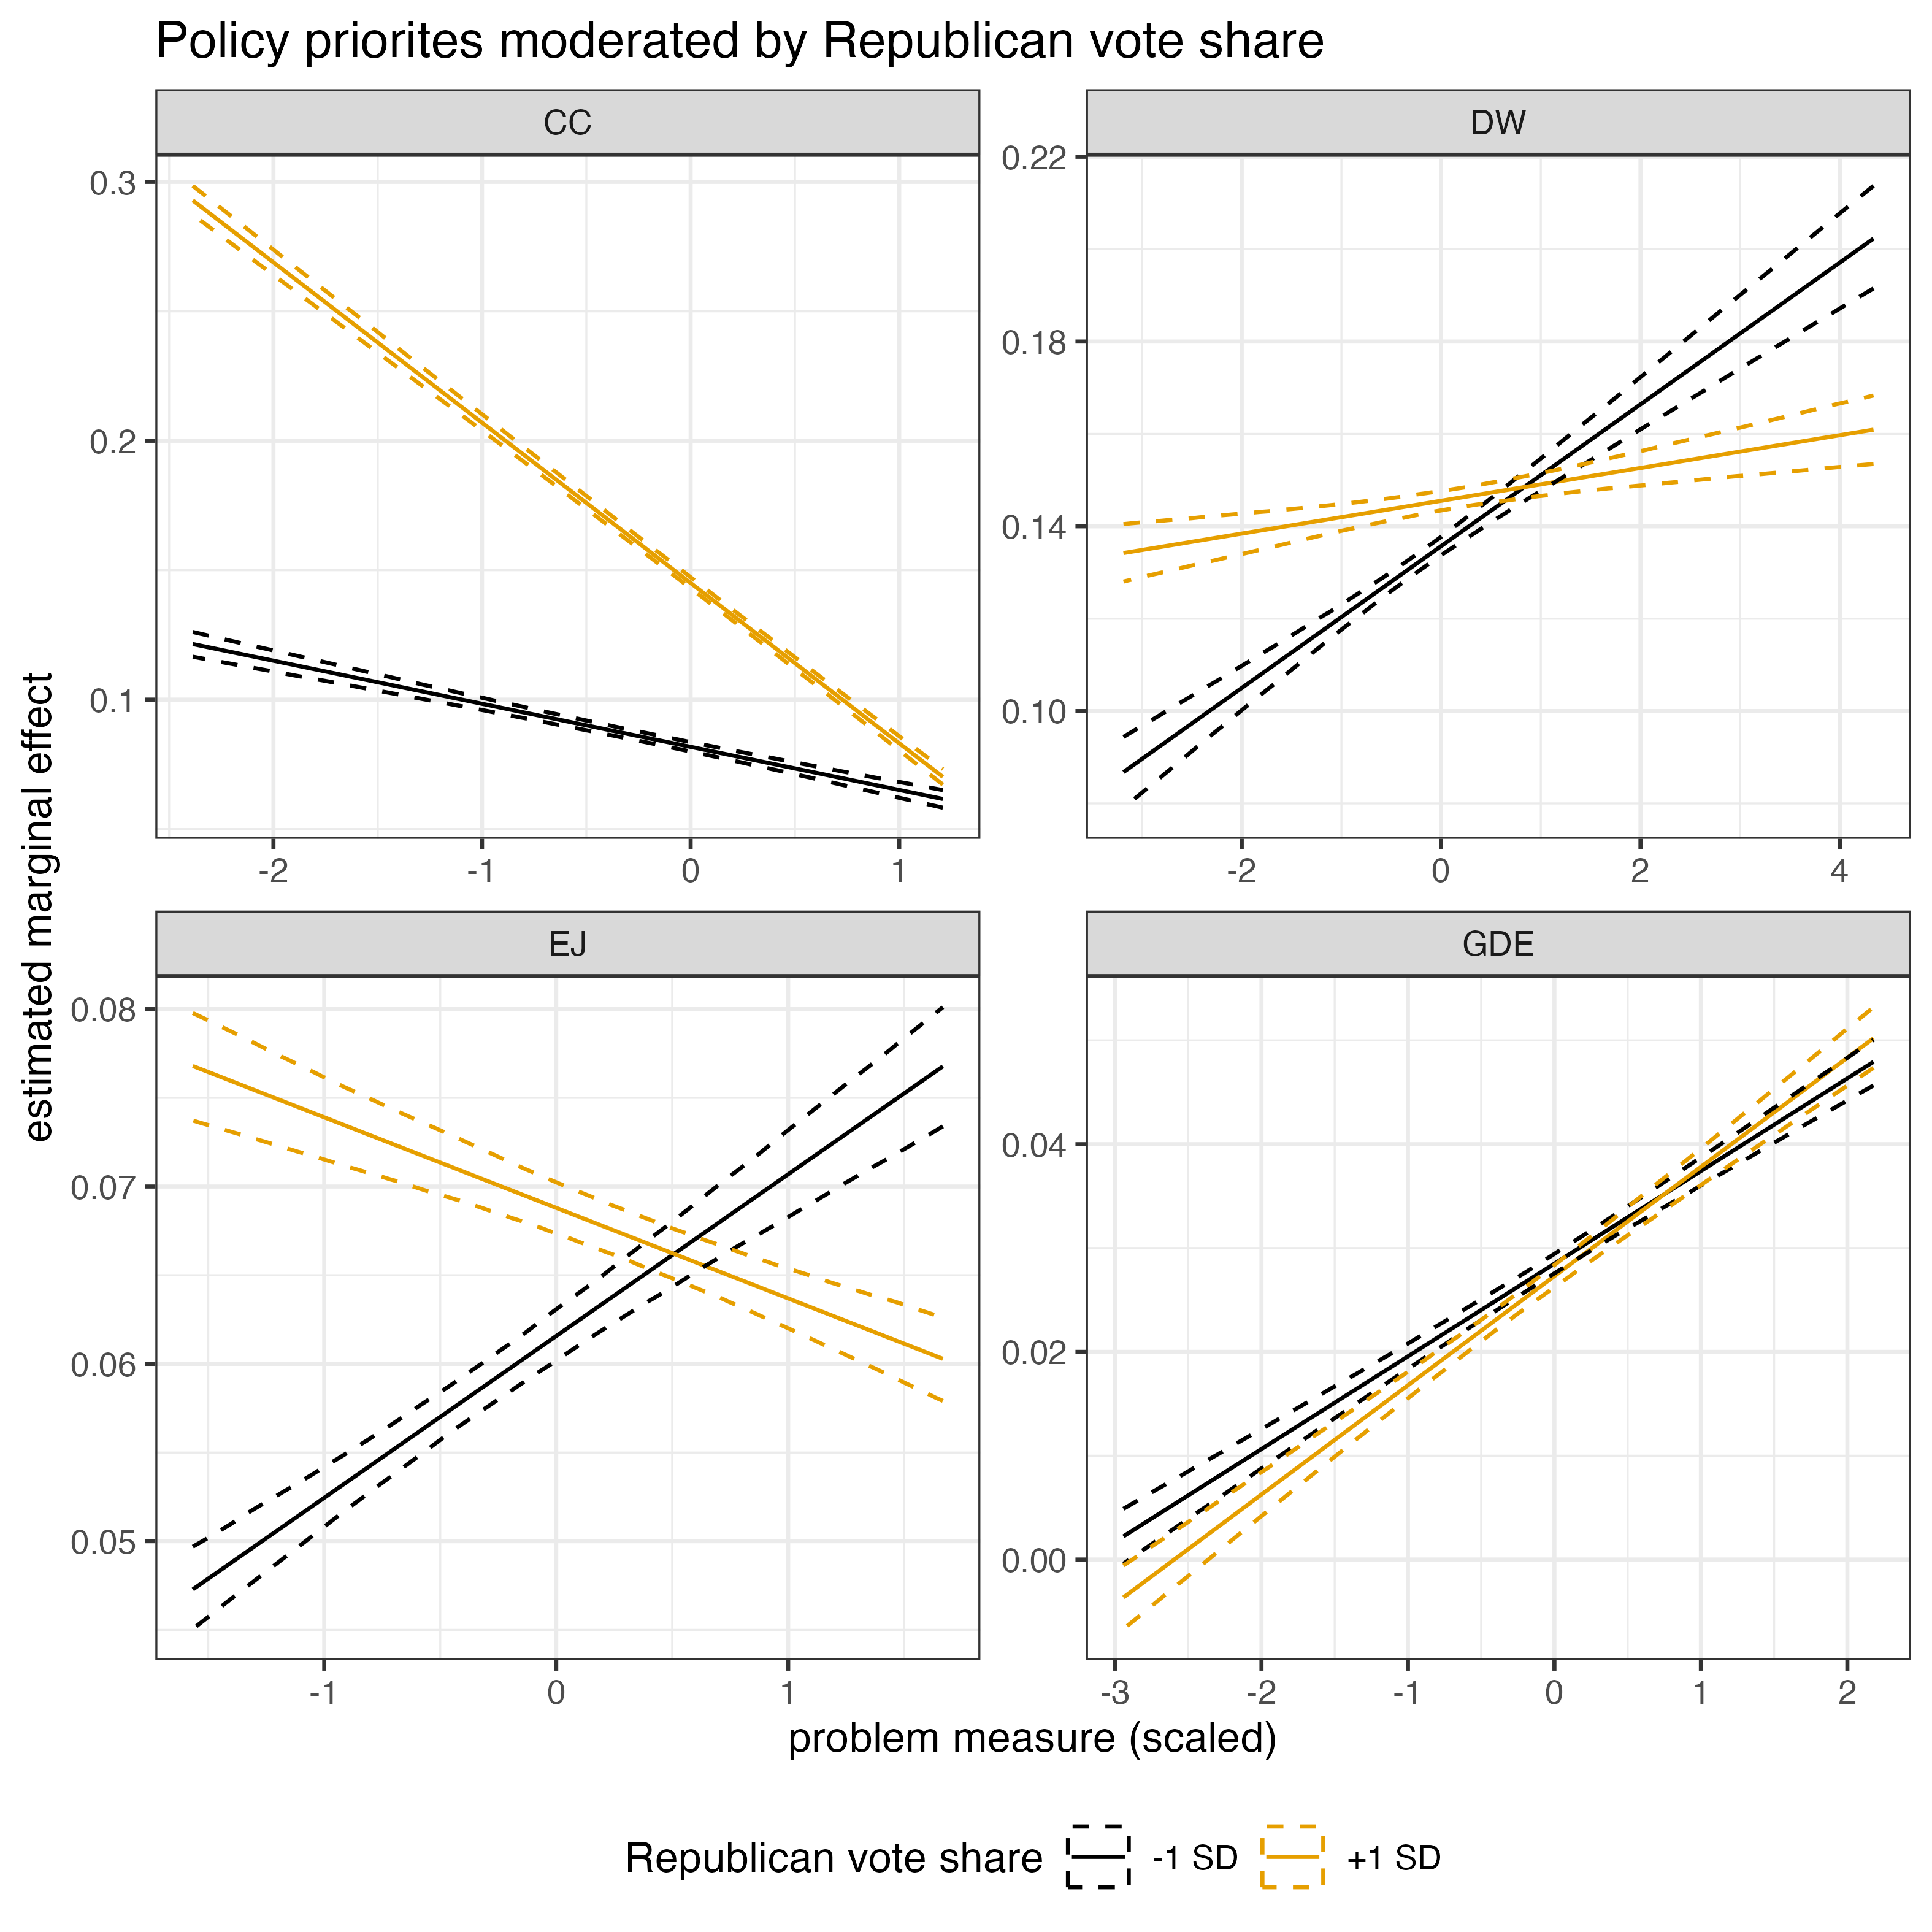 Policy priorites moderated by Republican vote share
estimated marginal effect
CC
0.3
0.2
0.1
-2 -1 0 1
DW
0.22
0.18
0.14
0.10
-2 0 2 4
EJ
0.08
0.07
0.06
0.05
-1 0 1
GDE
0.04
0.02
0.00
-3 -2 -1 0 1 2
problem measure (scaled)
Republican vote share -1 SD +1 SD